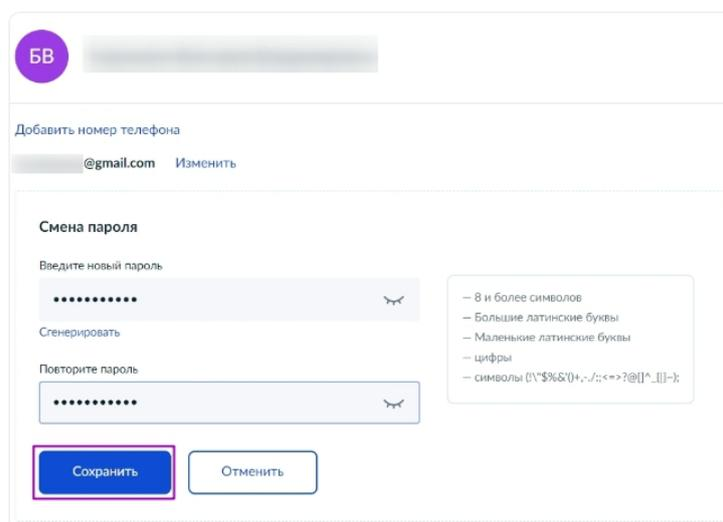 БВ
Добавить номер телефона
@gmail.com Изменить
Смена пароля
Введите новый пароль
•••••••••••
Сгенерировать
Повторите пароль
•••••••••••
— 8 и более символов
— Большие латинские буквы
— Маленькие латинские буквы
— цифры
— символы (!\"$%&'()+,-./:;<=>?@[]^_{|}~);
Сохранить Отменить